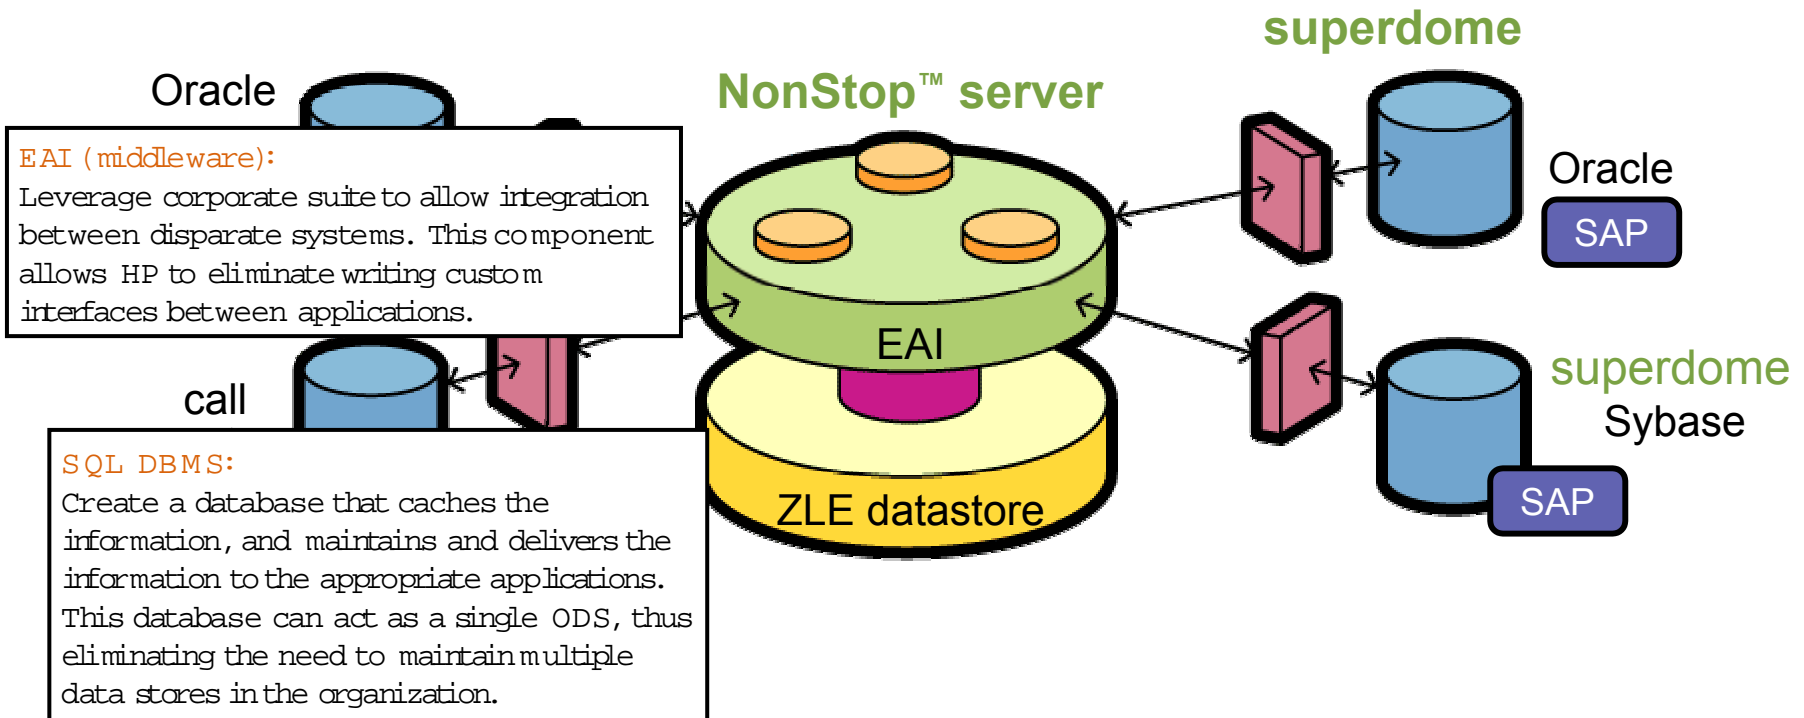 superdome
Oracle
NonStop™ server
EAI (middleware):
Leverage corporate suite to allow integration
between disparate systems. This component
allows HP to eliminate writing custom
interfaces between applications.
Oracle
SAP
EAI
call
superdome
Sybase
SAP
SQL DBMS:
Create a database that caches the
information, and maintains and delivers the
information to the appropriate applications.
This database can act as a single ODS, thus
eliminating the need to maintain multiple
data stores in the organization.
ZLE datastore